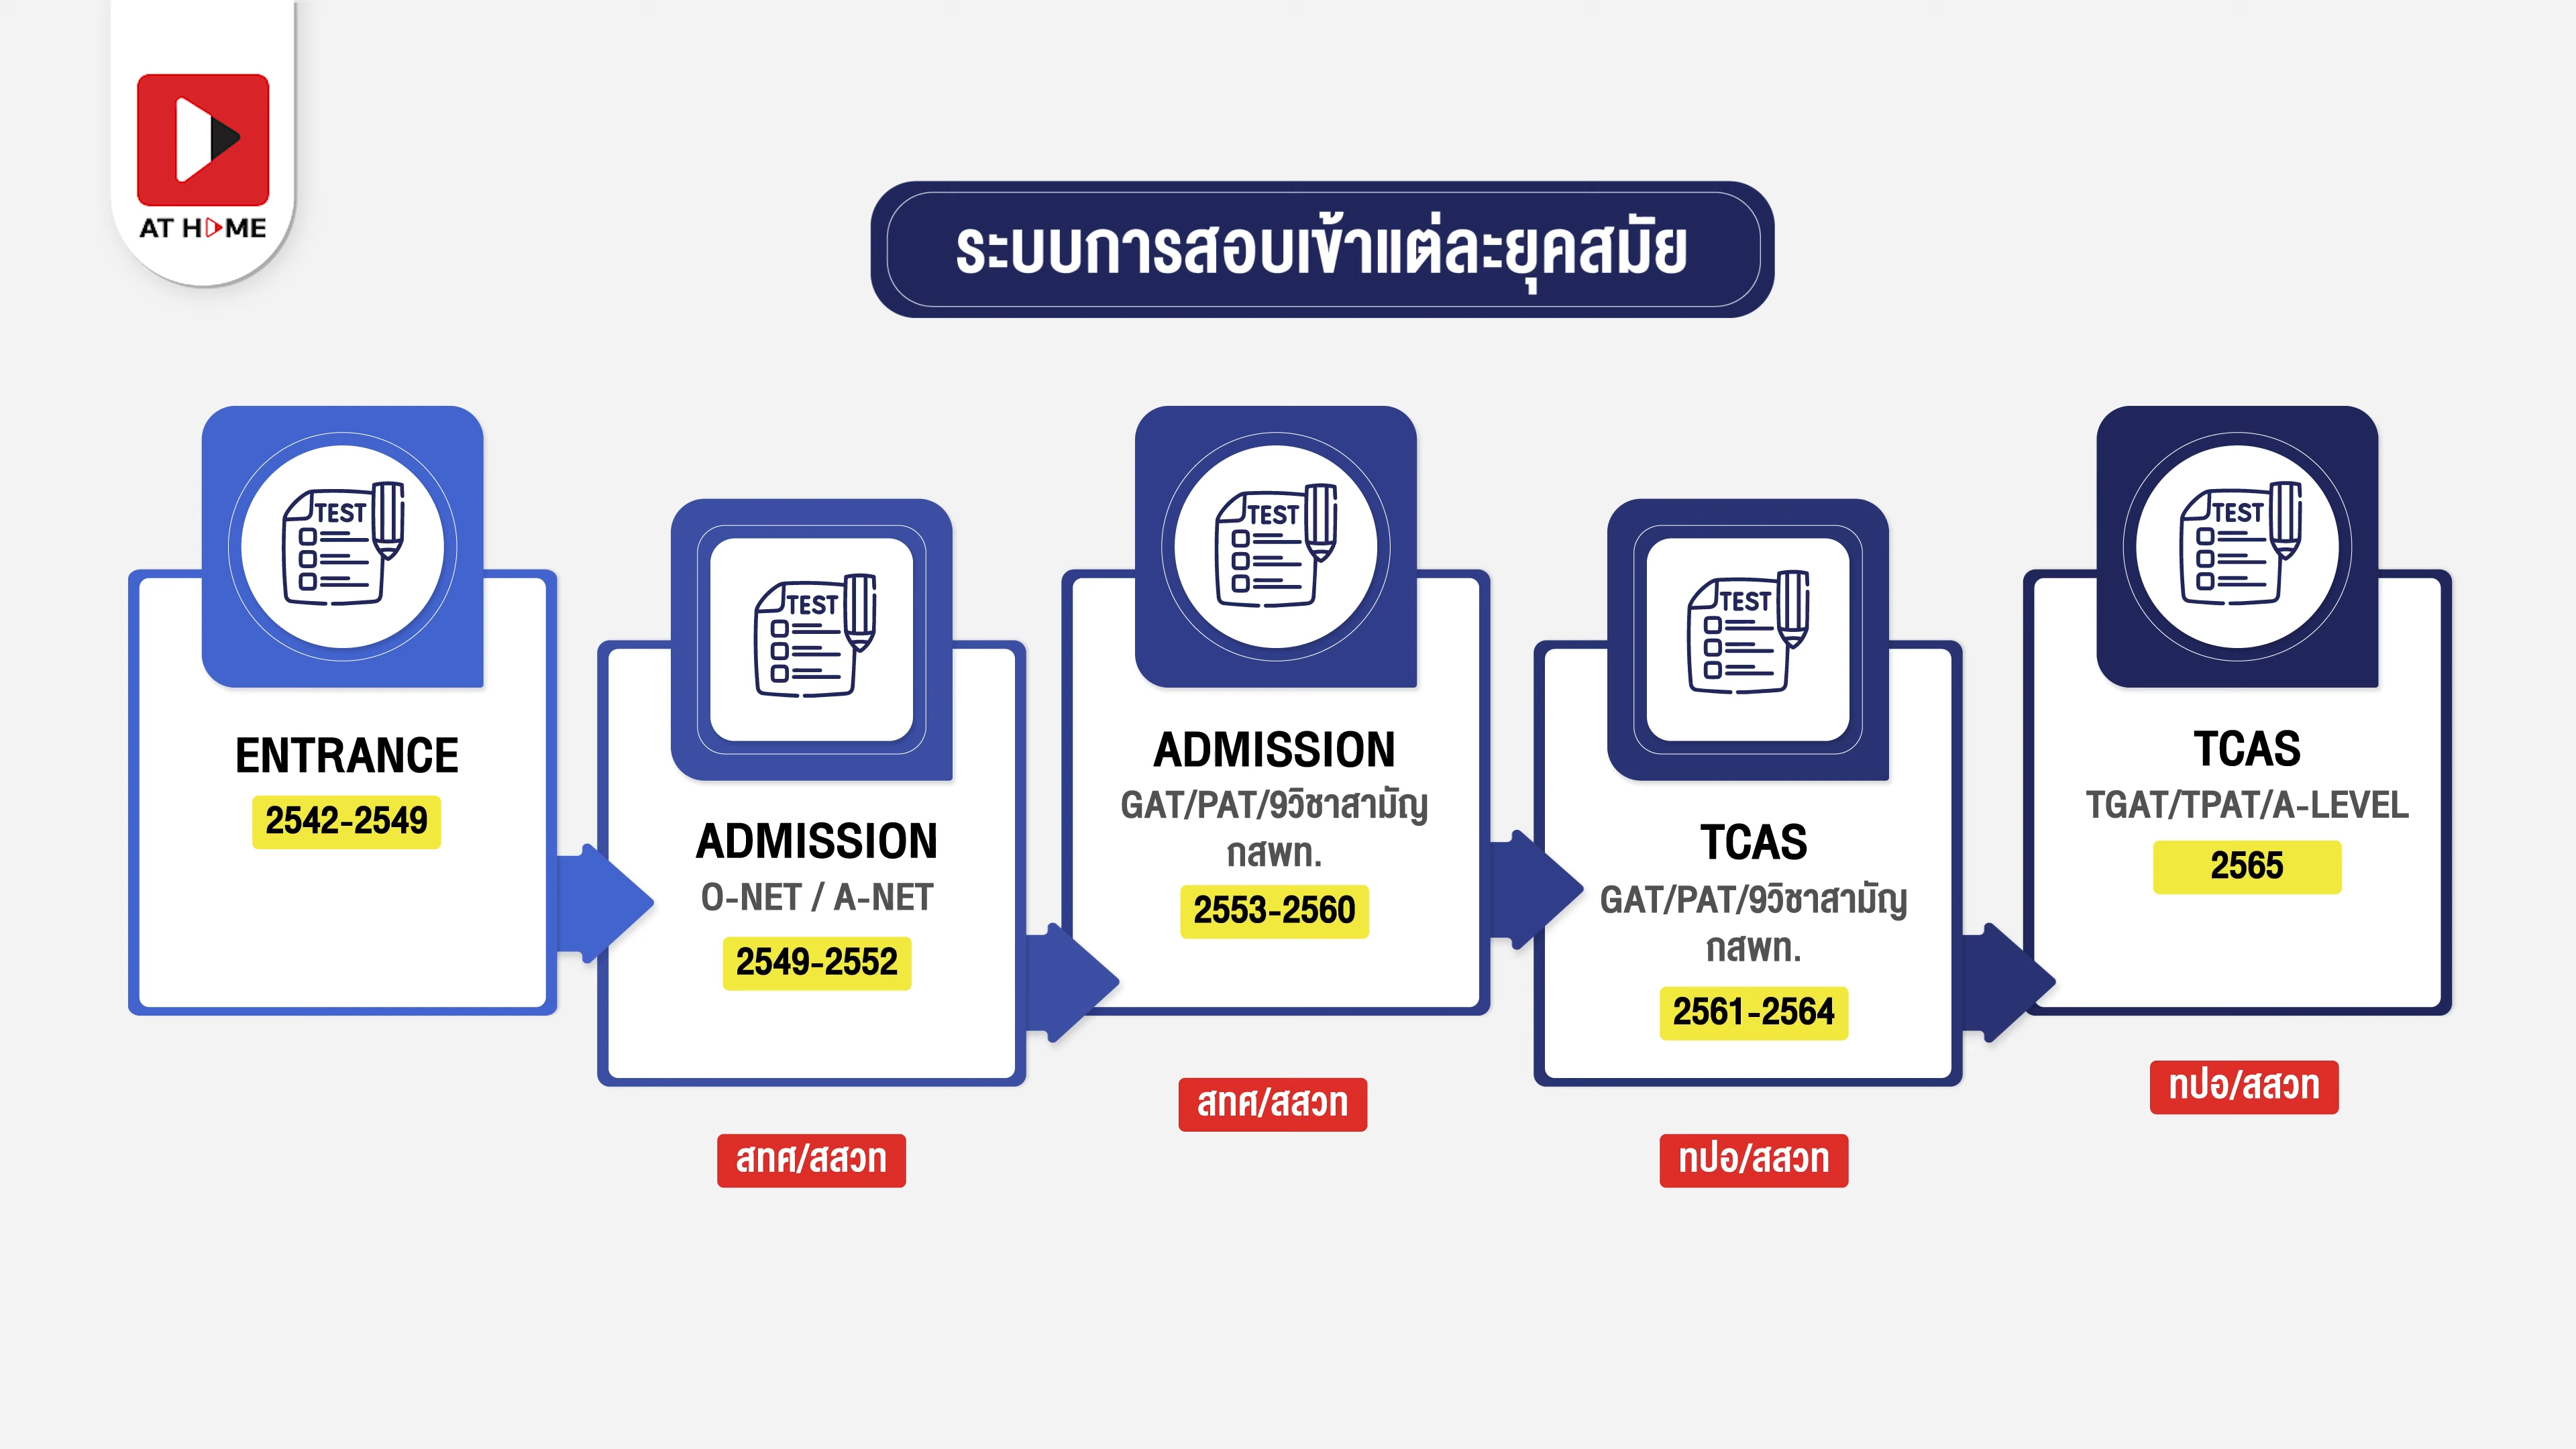 AT HOME
ระบบการสอบเข้าแต่ละยุคสมัย
TEST
ENTRANCE
2542-2549
TEST
ADMISSION
O-NET / A-NET
2549-2552
สทศ/สสวท
TEST
ADMISSION
GAT/PAT/9วิชาสามัญ
กสพท.
2553-2560
สทศ/สสวท
TEST
TCAS
GAT/PAT/9วิชาสามัญ
กสพท.
2561-2564
ทปอ/สสวท
TEST
TCAS
TGAT/TPAT/A-LEVEL
2565
ทปอ/สสวท